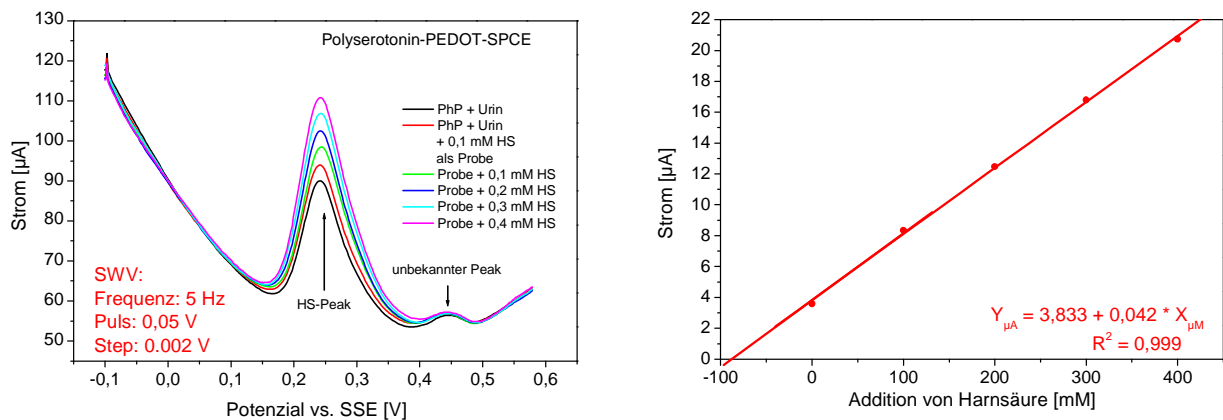 Polyserotonin-PEDOT-SPCE
120
110
100
90
80
70
60
50
Strom [µA]
PhP + Urin
PhP + Urin
+ 0,1 mM HS
als Probe
Probe + 0,1 mM HS
Probe + 0,2 mM HS
Probe + 0,3 mM HS
Probe + 0,4 mM HS
unbekannter Peak
HS-Peak
SWV:
Frequenz: 5 Hz
Puls: 0,05 V
Step: 0.002 V
-0,1 0,0 0,1 0,2 0,3 0,4 0,5 0,6
Potenzial vs. SSE [V]
22
20
18
16
14
12
10
8
6
4
2
0
Strom [µA]
Y_µA = 3,833 + 0,042 * X_µM
R² = 0,999
-100 0 100 200 300 400
Addition von Harnsäure [mM]